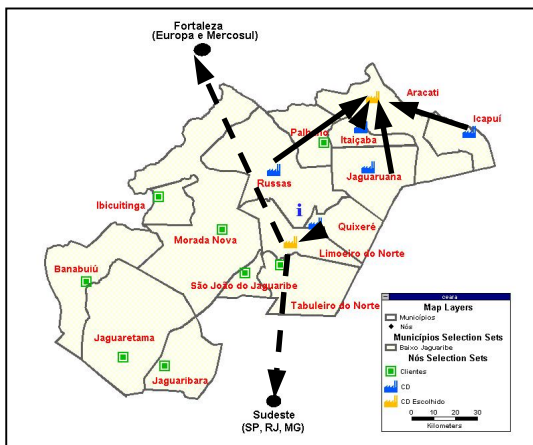 Fortaleza
(Europa e Mercosul)
Aracati
Icapuí
Palhano
Itaiçaba
Jaguaruana
Russas
Ibicuitinga
i
Quixeré
Morada Nova
Limoeiro do Norte
Banabuiú
São João do Jaguaribe
Tabuleiro do Norte
Jaguaretama
Jaguaribara
Sudeste
(SP, RJ, MG)
ceara
Map Layers
Municípios
Nós
Municípios Selection Sets
Baixo Jaguaribe
Nós Selection Sets
Clientes
CD
CD Escolhido
0 10 20 30
Kilometers